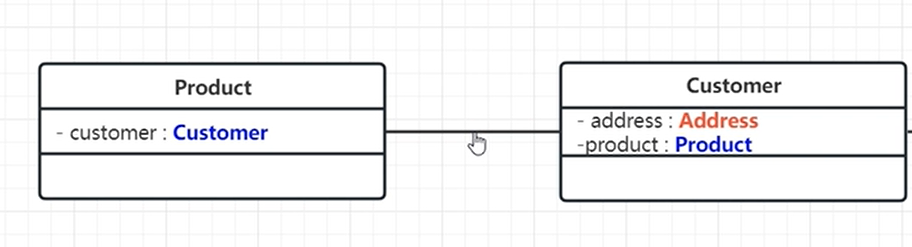 Product
- customer : Customer
Customer
- address : Address
-product : Product